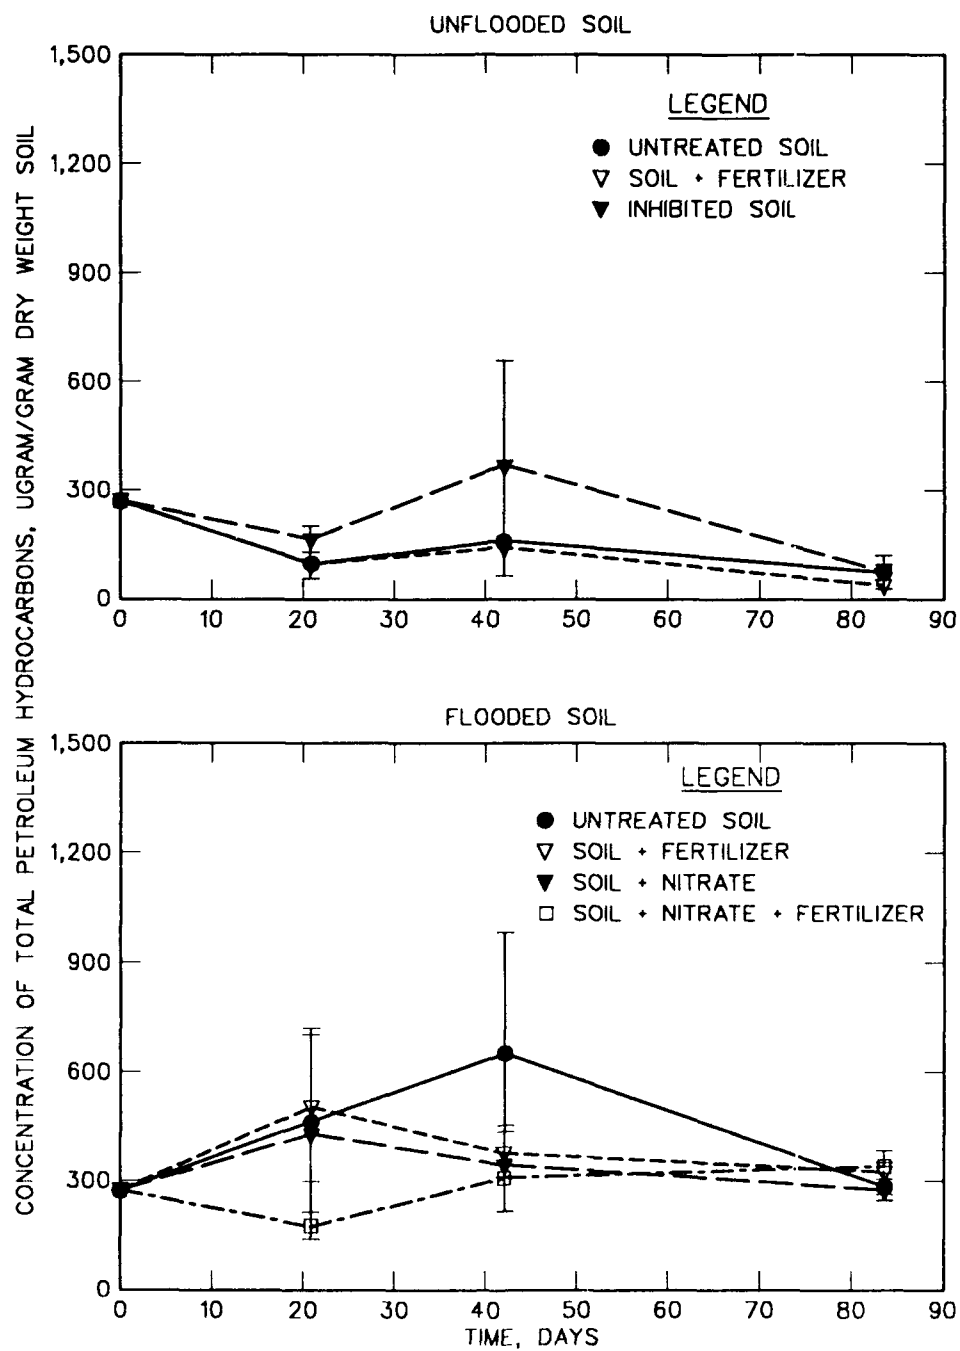 UNFLOODED SOIL
1,500
1,200
900
600
300
0
LEGEND
UNTREATED SOIL
SOIL + FERTILIZER
INHIBITED SOIL
0 10 20 30 40 50 60 70 80 90
CONCENTRATION OF TOTAL PETROLEUM HYDROCARBONS, UGRAM/GRAM DRY WEIGHT SOIL
FLOODED SOIL
1,500
1,200
900
600
300
0
LEGEND
UNTREATED SOIL
SOIL + FERTILIZER
SOIL + NITRATE
SOIL + NITRATE + FERTILIZER
0 10 20 30 40 50 60 70 80 90
TIME, DAYS